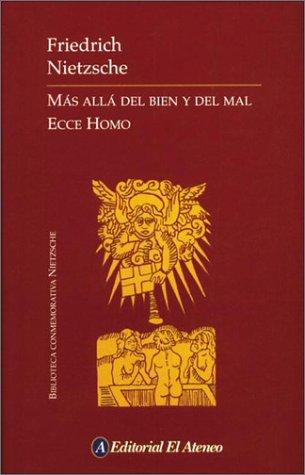 Friedrich
Nietzsche
MÁS ALLÁ DEL BIEN Y DEL MAL
ECCE HOMO
BIBLIOTECA CONMEMORATIVA NIETZSCHE
A Editorial El Ateneo